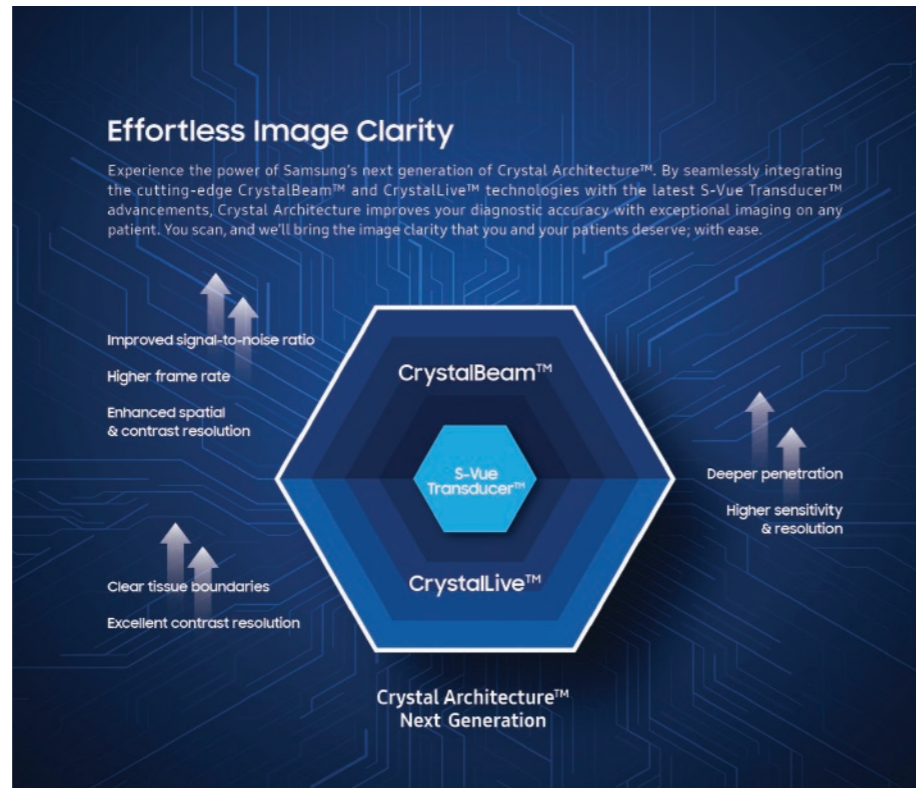 Effortless Image Clarity
Experience the power of Samsung's next generation of Crystal Architecture™. By seamlessly integrating
the cutting-edge CrystalBeam™ and CrystalLive™ technologies with the latest S-Vue Transducer™
advancements, Crystal Architecture improves your diagnostic accuracy with exceptional imaging on any
patient. You scan, and we'll bring the image clarity that you and your patients deserve; with ease.
Improved signal-to-noise ratio
Higher frame rate
Enhanced spatial
& contrast resolution
CrystalBeam™
S-Vue
Transducer™
Deeper penetration
Higher sensitivity
& resolution
Clear tissue boundaries
Excellent contrast resolution
CrystalLive™
Crystal Architecture™
Next Generation